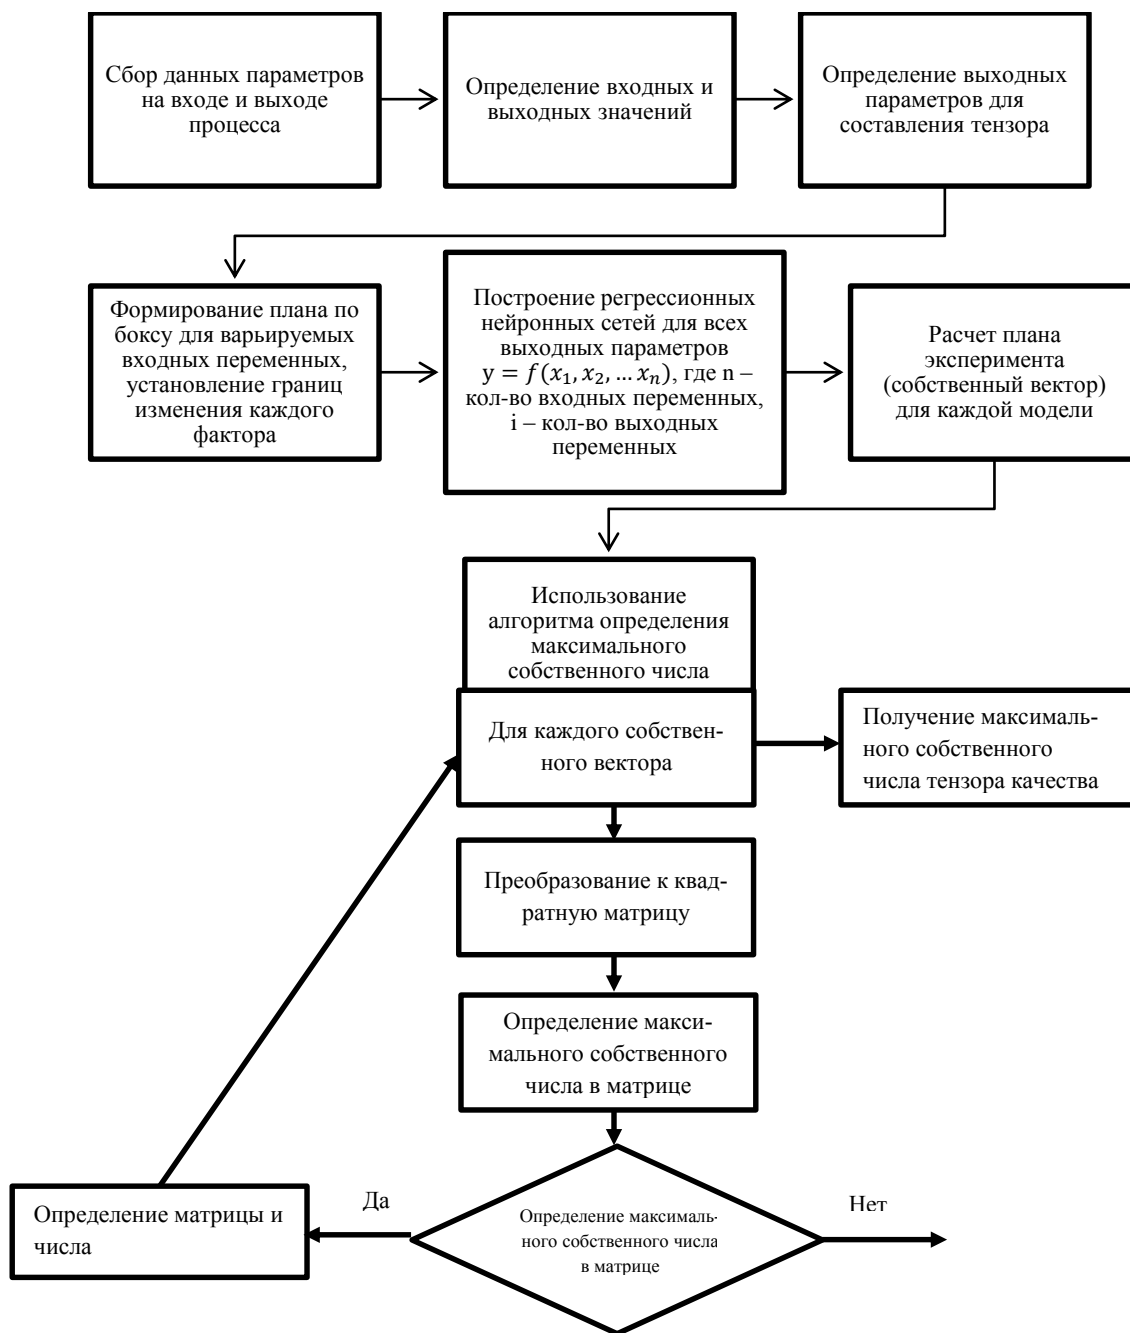 Сбор данных параметров
на входе и выходе
процесса
Определение входных и
выходных значений
Определение выходных
параметров для
составления тензора
Формирование плана по
боксу для варьируемых
входных переменных,
установление границ
изменения каждого
фактора
Построение регрессионных
нейронных сетей для всех
выходных параметров
y = f(x₁, x₂, … xₙ), где n –
кол-во входных переменных,
i – кол-во выходных
переменных
Расчет плана
эксперимента
(собственный вектор)
для каждой модели
Использование
алгоритма определения
максимального
собственного числа
Для каждого собствен-
ного вектора
Получение максималь-
ного собственного
числа тензора качества
Преобразование к квад-
ратную матрицу
Определение макси-
мального собственного
числа в матрице
Определение максималь-
ного собственного числа
в матрице
Да
Нет
Определение матрицы и
числа